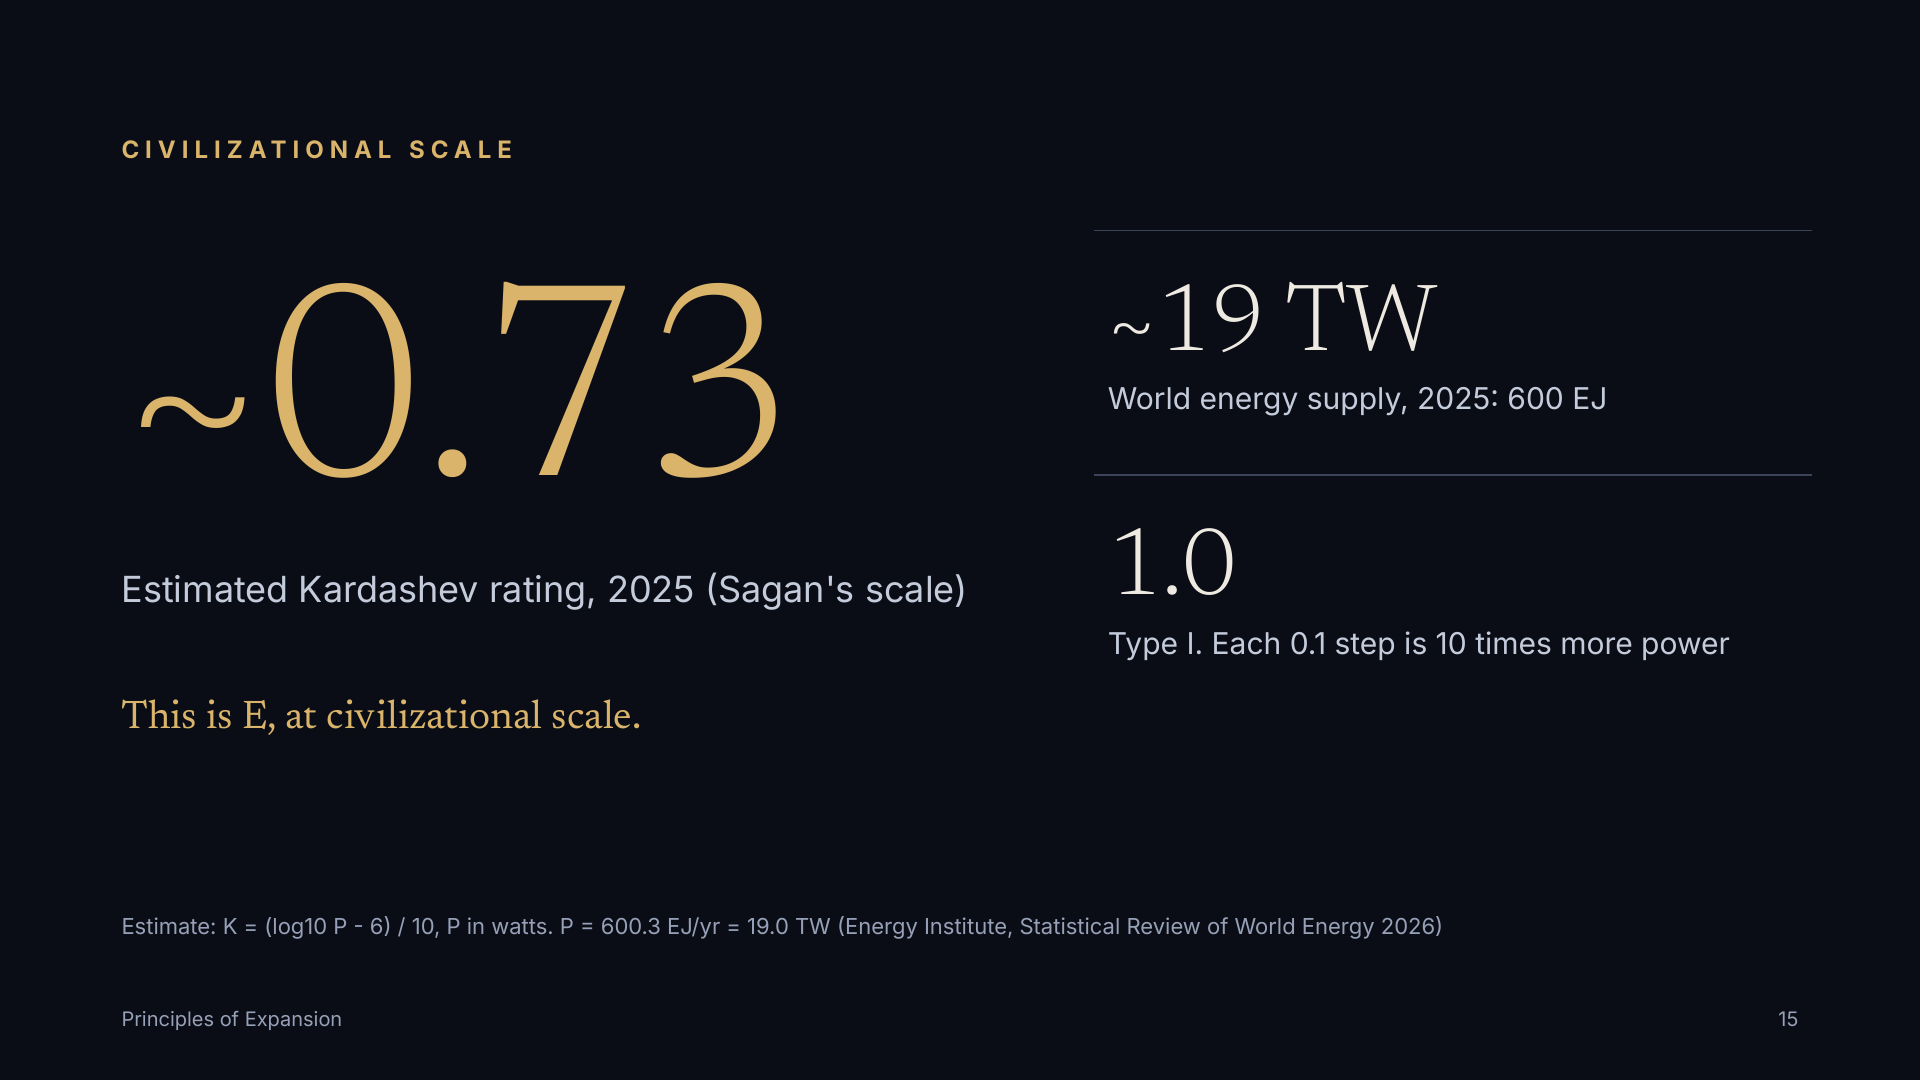 CIVILIZATIONAL SCALE
~0.73
Estimated Kardashev rating, 2025 (Sagan's scale)
This is E, at civilizational scale.
~19 TW
World energy supply, 2025: 600 EJ
1.0
Type I. Each 0.1 step is 10 times more power
Estimate: K = (log10 P - 6) / 10, P in watts. P = 600.3 EJ/yr = 19.0 TW (Energy Institute, Statistical Review of World Energy 2026)
Principles of Expansion
15